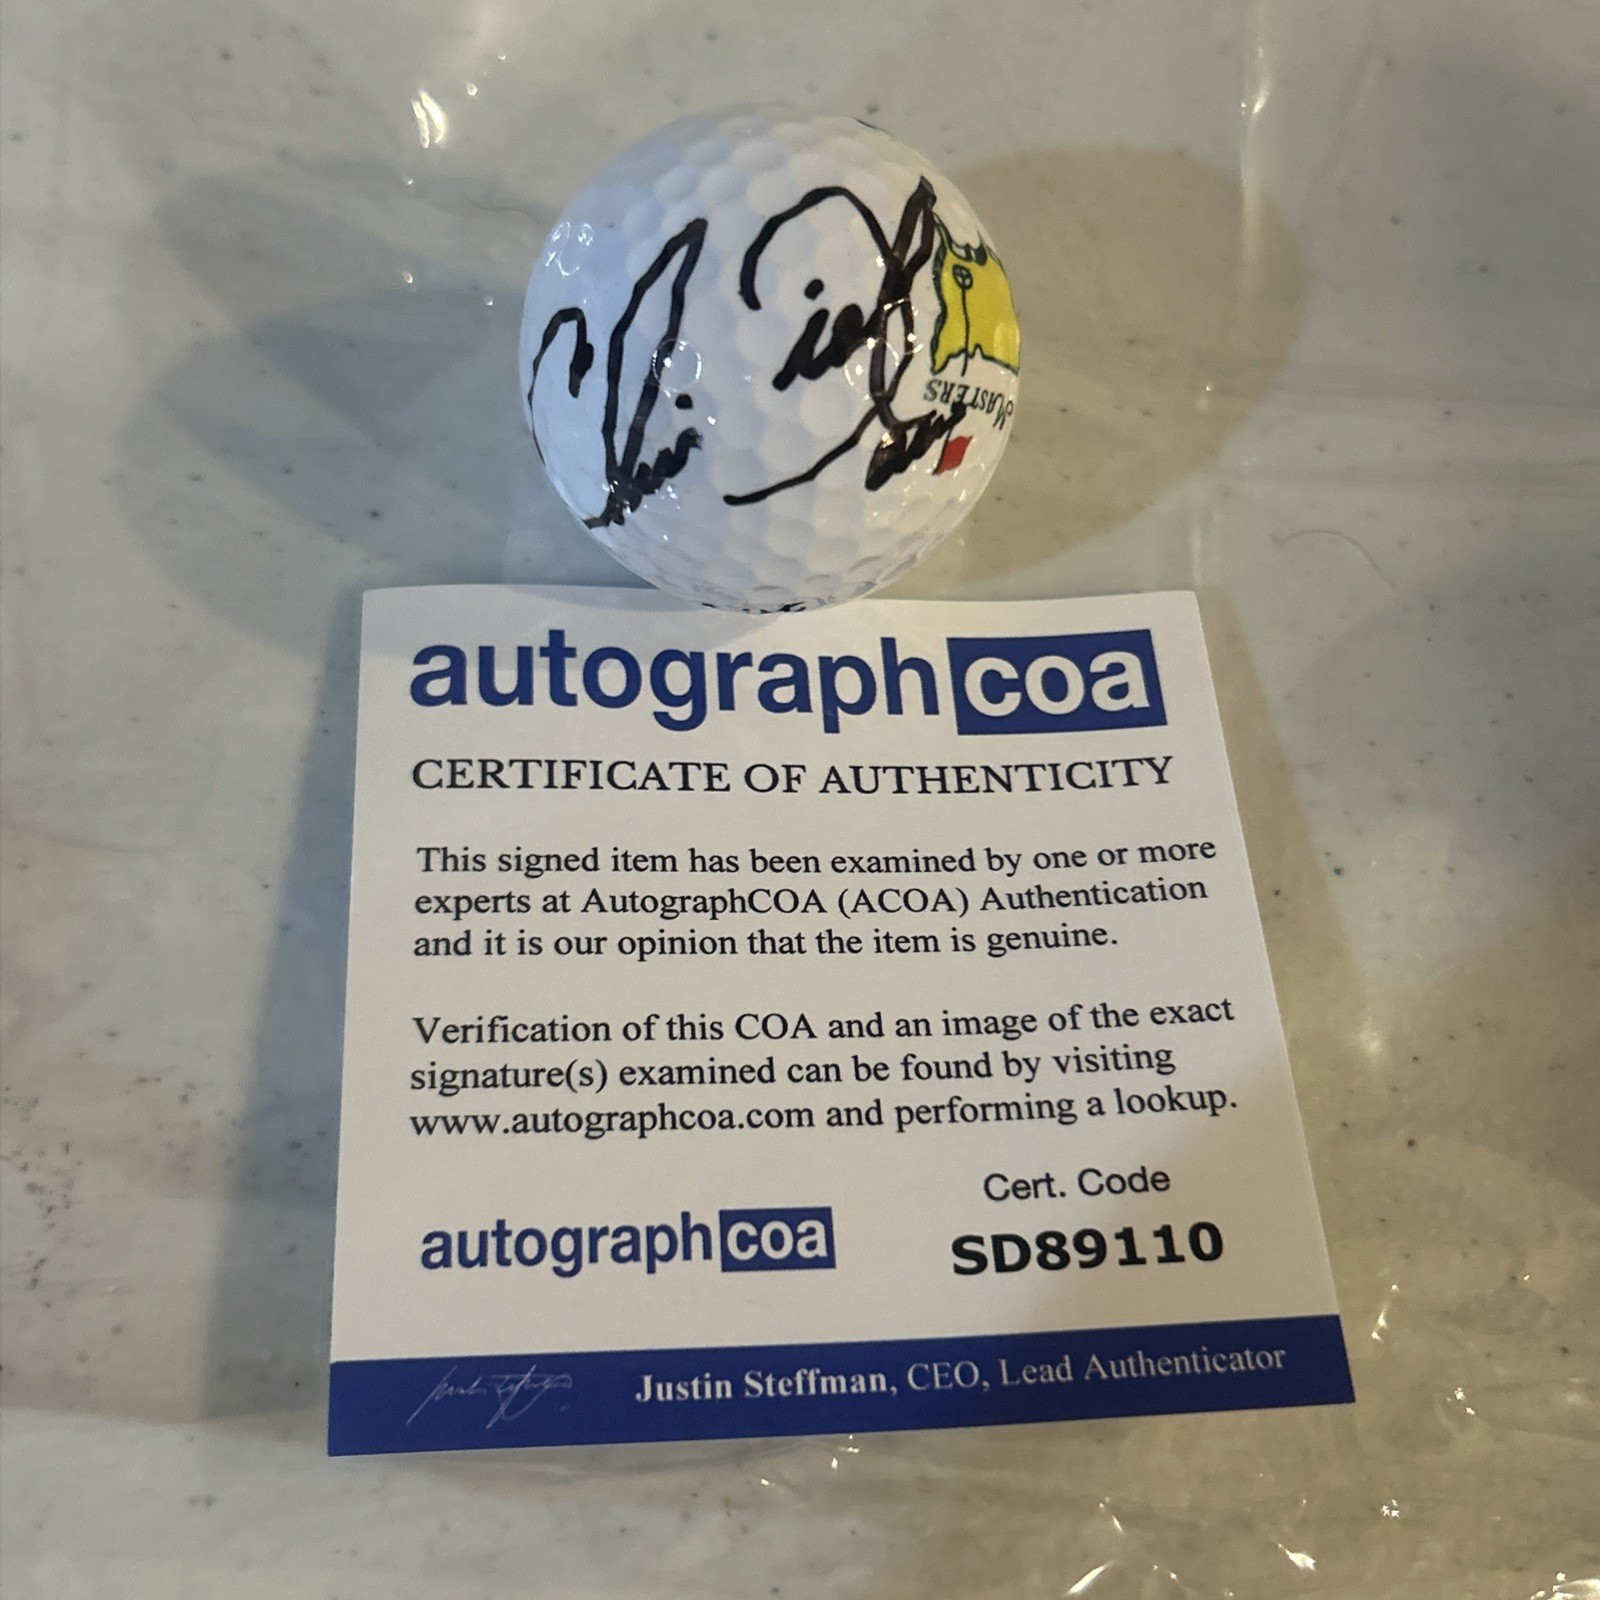 MASTERS
autographcoa
CERTIFICATE OF AUTHENTICITY
This signed item has been examined by one or more
experts at AutographCOA (ACOA) Authentication
and it is our opinion that the item is genuine.
Verification of this COA and an image of the exact
signature(s) examined can be found by visiting
www.autographcoa.com and performing a lookup.
Cert. Code
autographcoa SD89110
Justin Steffman, CEO, Lead Authenticator